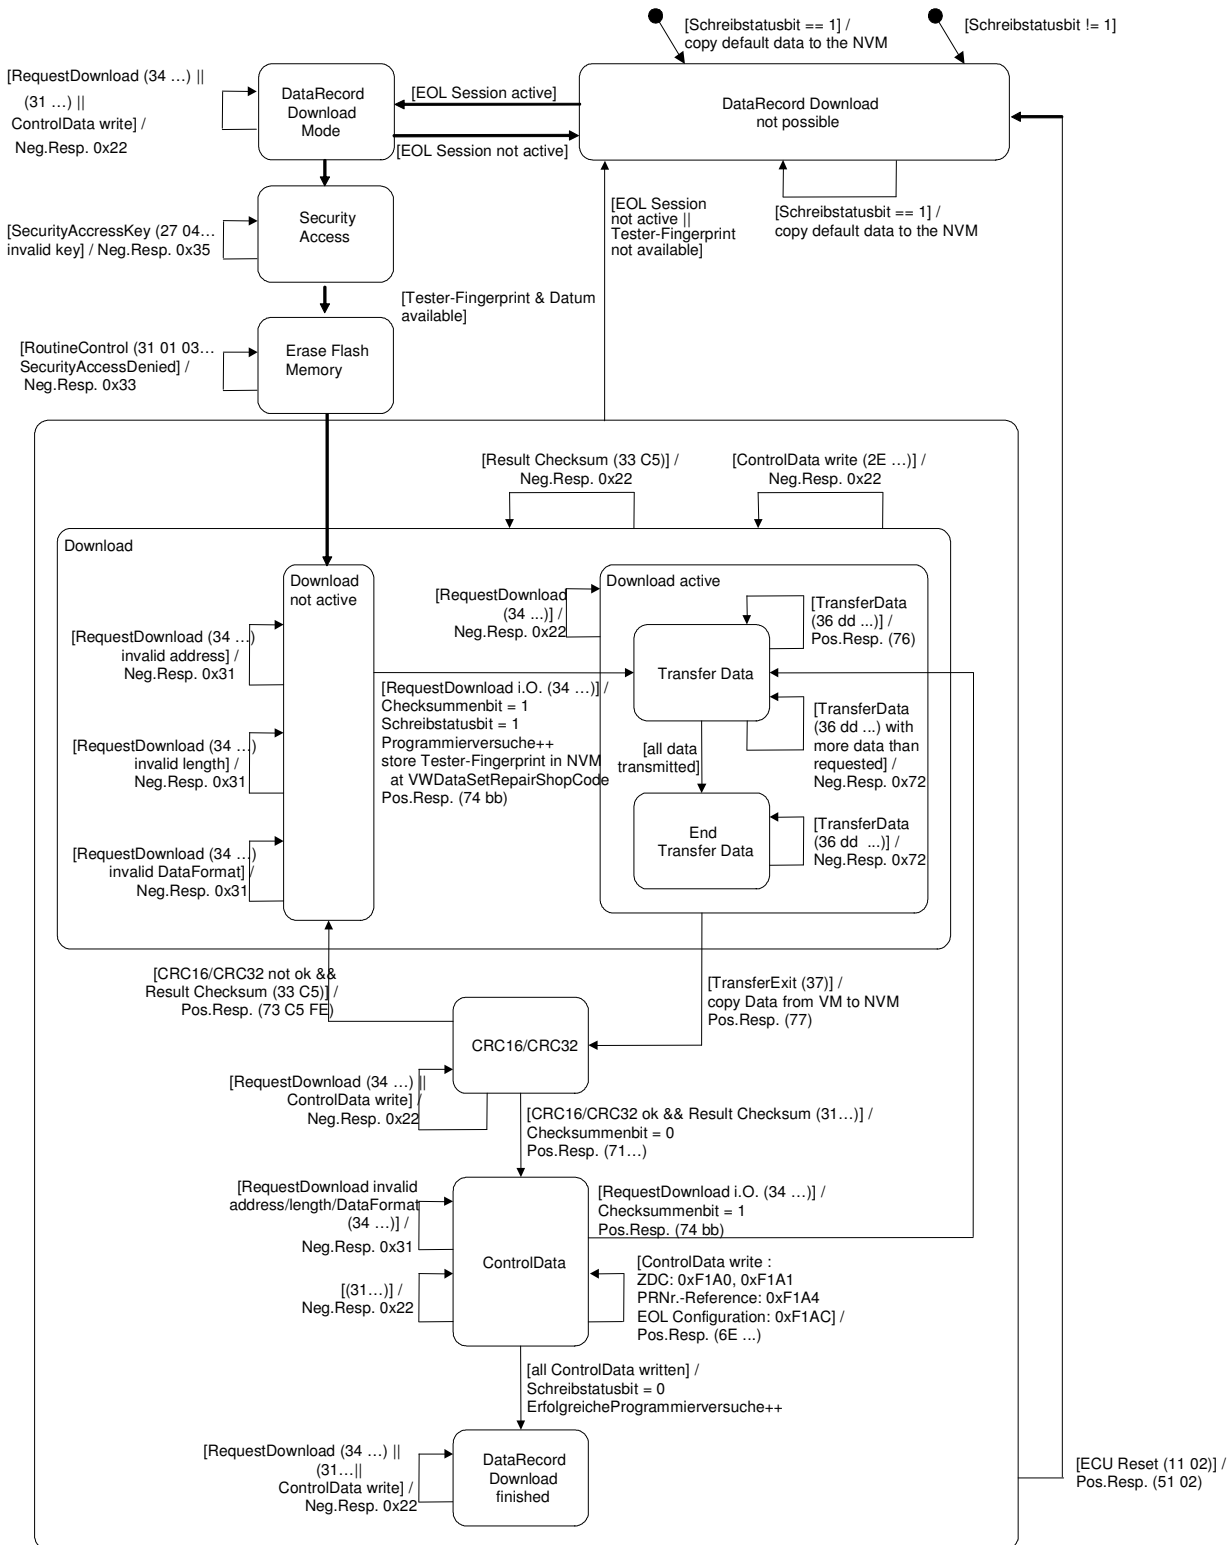 [Schreibstatusbit == 1] /
copy default data to the NVM
[Schreibstatusbit != 1]
[RequestDownload (34 …) ||
(31 …) ||
ControlData write] /
Neg.Resp. 0x22
DataRecord
Download
Mode
[EOL Session active]
[EOL Session not active]
DataRecord Download
not possible
[SecurityAccressKey (27 04…
invalid key] / Neg.Resp. 0x35
Security
Access
[EOL Session
not active ||
Tester-Fingerprint
not available]
[Schreibstatusbit == 1] /
copy default data to the NVM
[Tester-Fingerprint & Datum
available]
[RoutineControl (31 01 03…
SecurityAccessDenied] /
Neg.Resp. 0x33
Erase Flash
Memory
[Result Checksum (33 C5)] /
Neg.Resp. 0x22
[ControlData write (2E …)] /
Neg.Resp. 0x22
Download
Download
not active
[RequestDownload
(34 …)] /
Neg.Resp. 0x22
Download active
[TransferData
(36 dd ...)] /
Pos.Resp. (76)
[RequestDownload (34 …)
invalid address] /
Neg.Resp. 0x31
Transfer Data
[RequestDownload i.O. (34 …)] /
Checksummenbit = 1
Schreibstatusbit = 1
Programmierversuche++
store Tester-Fingerprint in NVM
at VWDataSetRepairShopCode
Pos.Resp. (74 bb)
[TransferData
(36 dd ...) with
more data than
requested] /
Neg.Resp. 0x72
[RequestDownload (34 …)
invalid length] /
Neg.Resp. 0x31
[all data
transmitted]
End
Transfer Data
[TransferData
(36 dd  ...)] /
Neg.Resp. 0x72
[RequestDownload (34 …)
invalid DataFormat] /
Neg.Resp. 0x31
[CRC16/CRC32 not ok &&
Result Checksum (33 C5)] /
Pos.Resp. (73 C5 FE)
[TransferExit (37)] /
copy Data from VM to NVM
Pos.Resp. (77)
CRC16/CRC32
[RequestDownload (34 …) ||
ControlData write] /
Neg.Resp. 0x22
[CRC16/CRC32 ok && Result Checksum (31…)] /
Checksummenbit = 0
Pos.Resp. (71…)
[RequestDownload invalid
address/length/DataFormat
(34 …)] /
Neg.Resp. 0x31
[RequestDownload i.O. (34 …)] /
Checksummenbit = 1
Pos.Resp. (74 bb)
ControlData
[(31…)] /
Neg.Resp. 0x22
[ControlData write :
ZDC: 0xF1A0, 0xF1A1
PRNr.-Reference: 0xF1A4
EOL Configuration: 0xF1AC] /
Pos.Resp. (6E ...)
[all ControlData written] /
Schreibstatusbit = 0
ErfolgreicheProgrammierversuche++
[RequestDownload (34 …) ||
(31…||
ControlData write] /
Neg.Resp. 0x22
DataRecord
Download
finished
[ECU Reset (11 02)] /
Pos.Resp. (51 02)